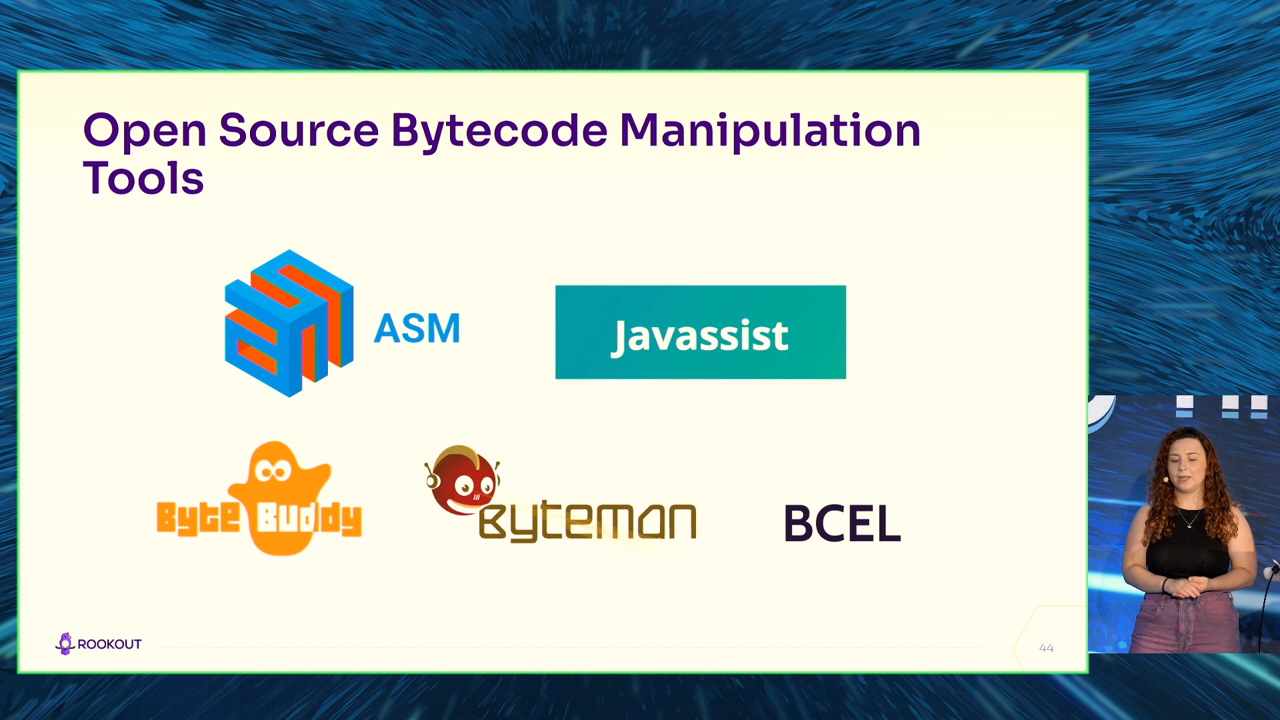 Open Source Bytecode Manipulation
Tools
ASM
Javassist
Byte Buddy
Byteman
BCEL
ROOKOUT
44